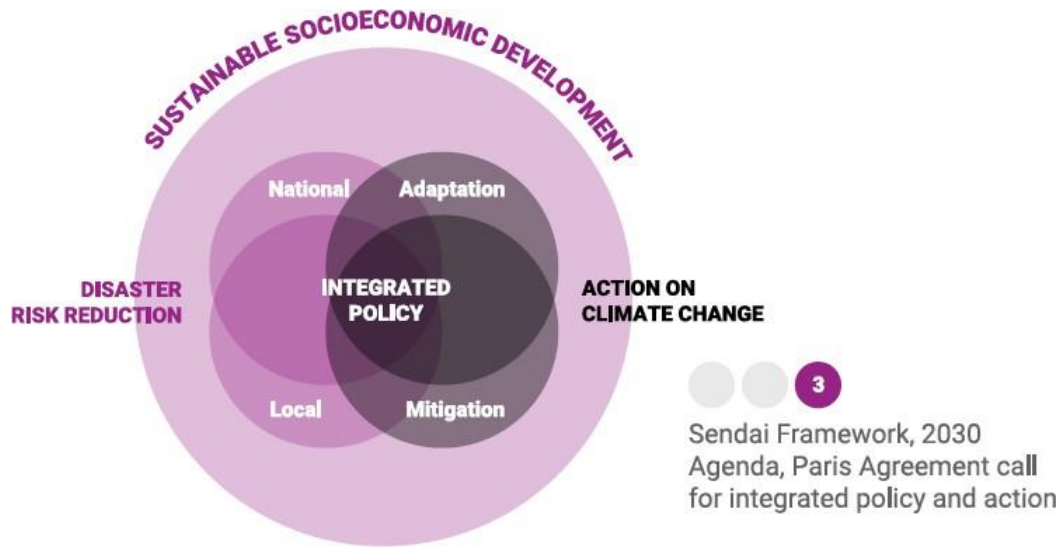 SUSTAINABLE SOCIOECONOMIC DEVELOPMENT
National
Adaptation
DISASTER
RISK REDUCTION
INTEGRATED
POLICY
ACTION ON
CLIMATE CHANGE
Local
Mitigation
3
Sendai Framework, 2030
Agenda, Paris Agreement call
for integrated policy and action